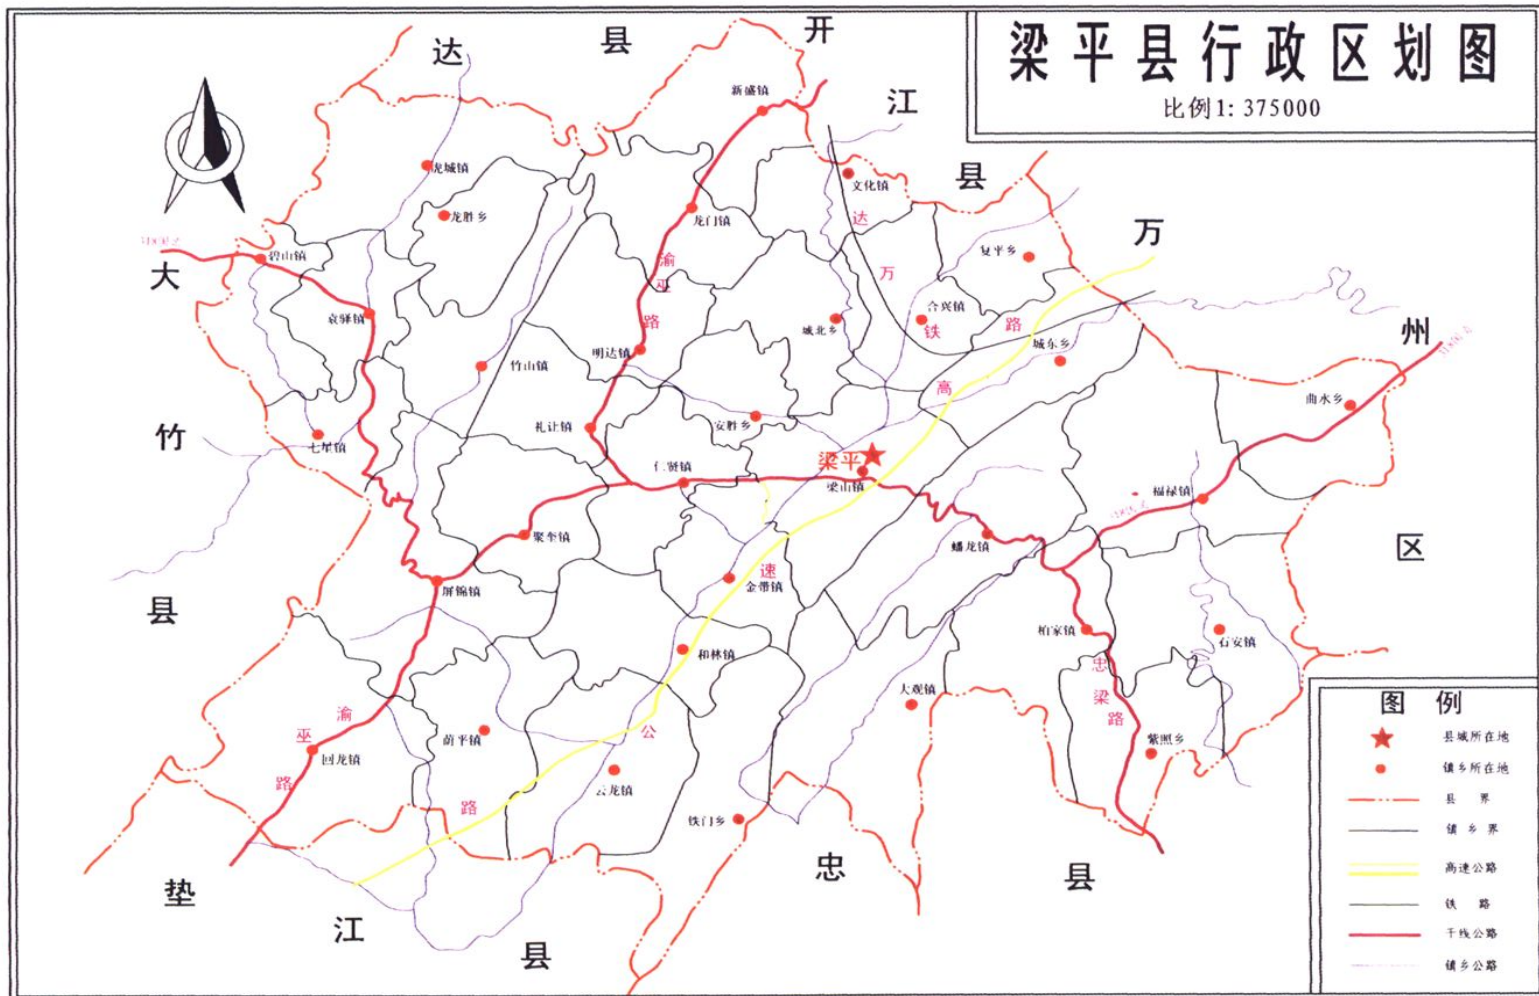 梁平县行政区划图
比例1: 375000
达
县
开
江
县
万
州
区
大
竹
县
垫
江
县
忠
县
新盛镇
虎城镇
文化镇
龙胜乡
龙门镇
达
万
铁
路
复平乡
碧山镇
渝
巫
路
袁驿镇
城北乡
合兴镇
城东乡
明达镇
竹山镇
高
曲水乡
安胜乡
礼让镇
七星镇
梁平
仁贤镇
梁山镇
福禄镇
聚奎镇
蟠龙镇
速
屏锦镇
金带镇
柏家镇
石安镇
和林镇
忠
梁
路
大观镇
渝
巫
路
公
荫平镇
紫照乡
回龙镇
云龙镇
路
铁门乡
图 例
县城所在地
镇乡所在地
县 界
镇 乡 界
高速公路
铁 路
干线公路
镇乡公路